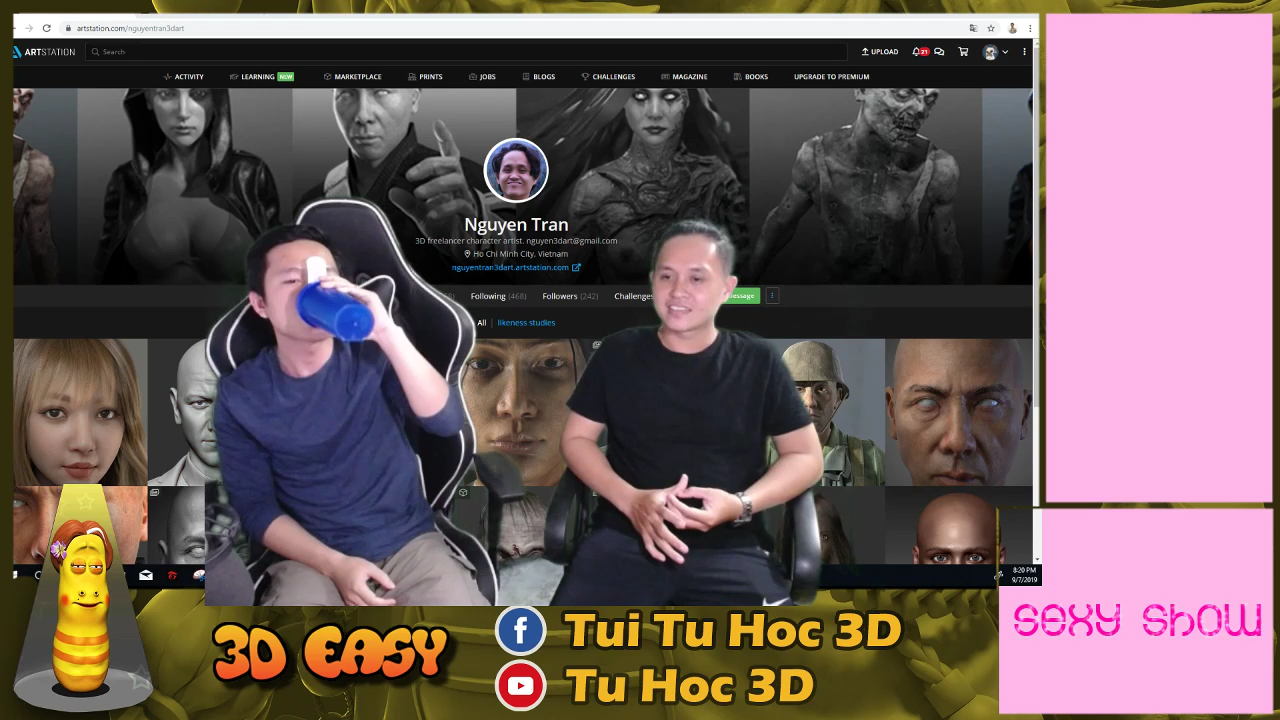 artstation.com/nguyentran3dart
ARTSTATION
Search
UPLOAD
21
ACTIVITY
LEARNING NEW
MARKETPLACE
PRINTS
JOBS
BLOGS
CHALLENGES
MAGAZINE
BOOKS
UPGRADE TO PREMIUM
Nguyen Tran
3D freelancer character artist. nguyen3dart@gmail.com
Ho Chi Minh City, Vietnam
nguyentran3dart.artstation.com
Following (468)
Followers (242)
Challenges
All | likeness studies
8:20 PM
9/7/2019
sexy show
3D EASY
f Tui Tu Hoc 3D
Tu Hoc 3D